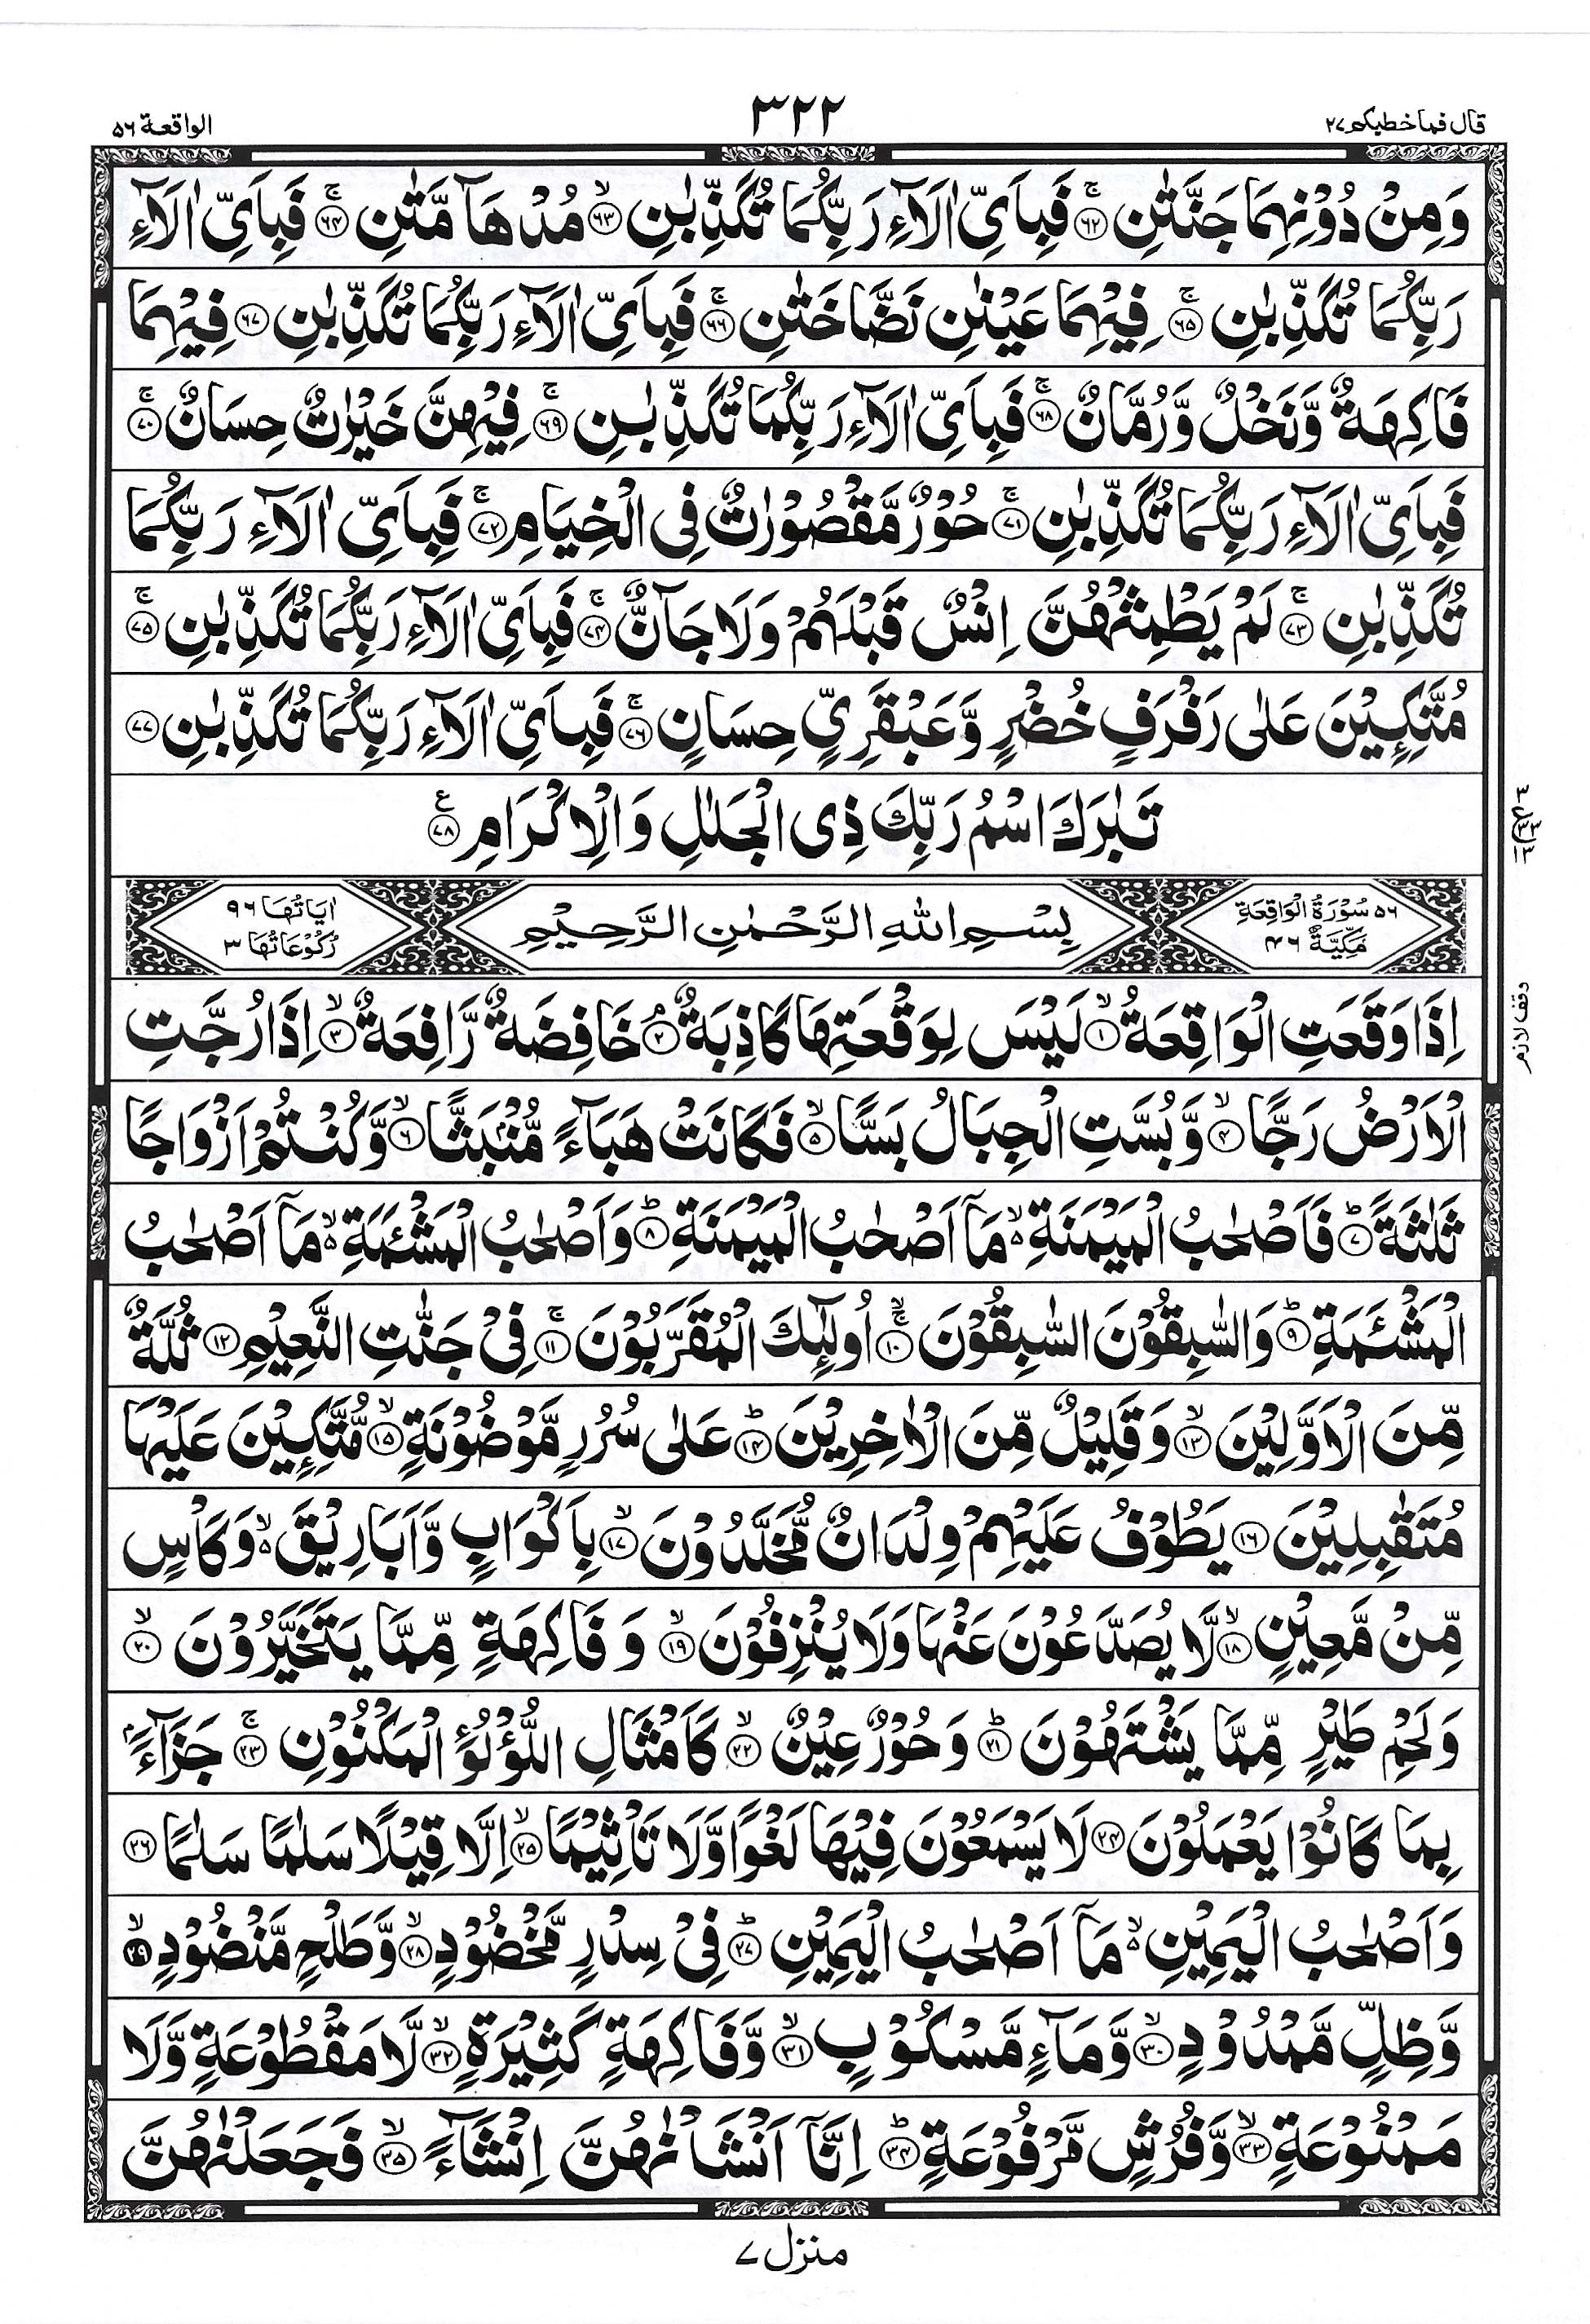 قال فما خطبكم ٢٧
٣٢٢
الواقعة ٥٦
وَمِنْ دُوْنِهِمَا جَنَّتٰنِ ۚ﴿٦٢﴾ فَبِاَىِّ اٰلَآءِ رَبِّكُمَا تُكَذِّبٰنِ ۙ﴿٦٣﴾ مُدْهَآ مَّتٰنِ ۚ﴿٦٤﴾ فَبِاَىِّ اٰلَآءِ
رَبِّكُمَا تُكَذِّبٰنِ ۚ﴿٦٥﴾ فِيْهِمَا عَيْنٰنِ نَضَّاخَتٰنِ ۚ﴿٦٦﴾ فَبِاَىِّ اٰلَآءِ رَبِّكُمَا تُكَذِّبٰنِ ﴿٦٧﴾ فِيْهِمَا
فَاكِهَةٌ وَّنَخْلٌ وَّرُمَّانٌ ۚ﴿٦٨﴾ فَبِاَىِّ اٰلَآءِ رَبِّكُمَا تُكَذِّبٰنِ ۚ﴿٦٩﴾ فِيْهِنَّ خَيْرٰتٌ حِسَانٌ ۚ﴿٧٠﴾
فَبِاَىِّ اٰلَآءِ رَبِّكُمَا تُكَذِّبٰنِ ۚ﴿٧١﴾ حُوْرٌ مَّقْصُوْرٰتٌ فِى الْخِيَامِ ۚ﴿٧٢﴾ فَبِاَىِّ اٰلَآءِ رَبِّكُمَا
تُكَذِّبٰنِ ۚ﴿٧٣﴾ لَمْ يَطْمِثْهُنَّ اِنْسٌ قَبْلَهُمْ وَلَا جَآنٌّ ۚ﴿٧٤﴾ فَبِاَىِّ اٰلَآءِ رَبِّكُمَا تُكَذِّبٰنِ ۚ﴿٧٥﴾
مُتَّكِـِٕيْنَ عَلٰى رَفْرَفٍ خُضْرٍ وَّعَبْقَرِىٍّ حِسَانٍ ۚ﴿٧٦﴾ فَبِاَىِّ اٰلَآءِ رَبِّكُمَا تُكَذِّبٰنِ ﴿٧٧﴾
تَبٰرَكَ اسْمُ رَبِّكَ ذِى الْجَلٰلِ وَالْاِكْرَامِ ﴿٧٨﴾ ع
٥٦ سُوْرَةُ الْوَاقِعَةِ مَكِّيَّةٌ ٤٦
بِسْمِ اللّٰهِ الرَّحْمٰنِ الرَّحِيْمِ
اٰيَاتُهَا ٩٦ رُكُوْعَاتُهَا ٣
اِذَا وَقَعَتِ الْوَاقِعَةُ ۙ﴿١﴾ لَيْسَ لِوَقْعَتِهَا كَاذِبَةٌ ۘ﴿٢﴾ خَافِضَةٌ رَّافِعَةٌ ۙ﴿٣﴾ اِذَا رُجَّتِ
وقف لازم
الْاَرْضُ رَجًّا ۙ﴿٤﴾ وَّبُسَّتِ الْجِبَالُ بَسًّا ۙ﴿٥﴾ فَكَانَتْ هَبَآءً مُّنْۢبَثًّا ۙ﴿٦﴾ وَّكُنْتُمْ اَزْوَاجًا
ثَلٰثَةً ؕ﴿٧﴾ فَاَصْحٰبُ الْمَيْمَنَةِ ۙ۬ مَاۤ اَصْحٰبُ الْمَيْمَنَةِ ؕ﴿٨﴾ وَاَصْحٰبُ الْمَشْـَٔمَةِ ۙ۬ مَاۤ اَصْحٰبُ
الْمَشْـَٔمَةِ ؕ﴿٩﴾ وَالسّٰبِقُوْنَ السّٰبِقُوْنَ ۚۙ﴿١٠﴾ اُولٰٓئِكَ الْمُقَرَّبُوْنَ ۚ﴿١١﴾ فِىْ جَنّٰتِ النَّعِيْمِ ﴿١٢﴾ ثُلَّةٌ
مِّنَ الْاَوَّلِيْنَ ۙ﴿١٣﴾ وَقَلِيْلٌ مِّنَ الْاٰخِرِيْنَ ؕ﴿١٤﴾ عَلٰى سُرُرٍ مَّوْضُوْنَةٍ ۙ﴿١٥﴾ مُّتَّكِـِٕيْنَ عَلَيْهَا
مُتَقٰبِلِيْنَ ﴿١٦﴾ يَطُوْفُ عَلَيْهِمْ وِلْدَانٌ مُّخَلَّدُوْنَ ۙ﴿١٧﴾ بِاَكْوَابٍ وَّاَبَارِيْقَ ۙ۬ وَكَاْسٍ
مِّنْ مَّعِيْنٍ ۙ﴿١٨﴾ لَّا يُصَدَّعُوْنَ عَنْهَا وَلَا يُنْزِفُوْنَ ۙ﴿١٩﴾ وَفَاكِهَةٍ مِّمَّا يَتَخَيَّرُوْنَ ۙ﴿٢٠﴾
وَلَحْمِ طَيْرٍ مِّمَّا يَشْتَهُوْنَ ؕ﴿٢١﴾ وَحُوْرٌ عِيْنٌ ۙ﴿٢٢﴾ كَاَمْثَالِ اللُّؤْلُؤِ الْمَكْنُوْنِ ۚ﴿٢٣﴾ جَزَآءًۢ
بِمَا كَانُوْا يَعْمَلُوْنَ ﴿٢٤﴾ لَا يَسْمَعُوْنَ فِيْهَا لَغْوًا وَّلَا تَاْثِيْمًا ۙ﴿٢٥﴾ اِلَّا قِيْلًا سَلٰمًا سَلٰمًا ﴿٢٦﴾
وَاَصْحٰبُ الْيَمِيْنِ ۙ۬ مَاۤ اَصْحٰبُ الْيَمِيْنِ ؕ﴿٢٧﴾ فِىْ سِدْرٍ مَّخْضُوْدٍ ۙ﴿٢٨﴾ وَّطَلْحٍ مَّنْضُوْدٍ ۙ﴿٢٩﴾
وَّظِلٍّ مَّمْدُوْدٍ ۙ﴿٣٠﴾ وَّمَآءٍ مَّسْكُوْبٍ ۙ﴿٣١﴾ وَّفَاكِهَةٍ كَثِيْرَةٍ ۙ﴿٣٢﴾ لَّا مَقْطُوْعَةٍ وَّلَا
مَمْنُوْعَةٍ ۙ﴿٣٣﴾ وَّفُرُشٍ مَّرْفُوْعَةٍ ؕ﴿٣٤﴾ اِنَّاۤ اَنْشَاْنٰهُنَّ اِنْشَآءً ۙ﴿٣٥﴾ فَجَعَلْنٰهُنَّ
منزل ٧